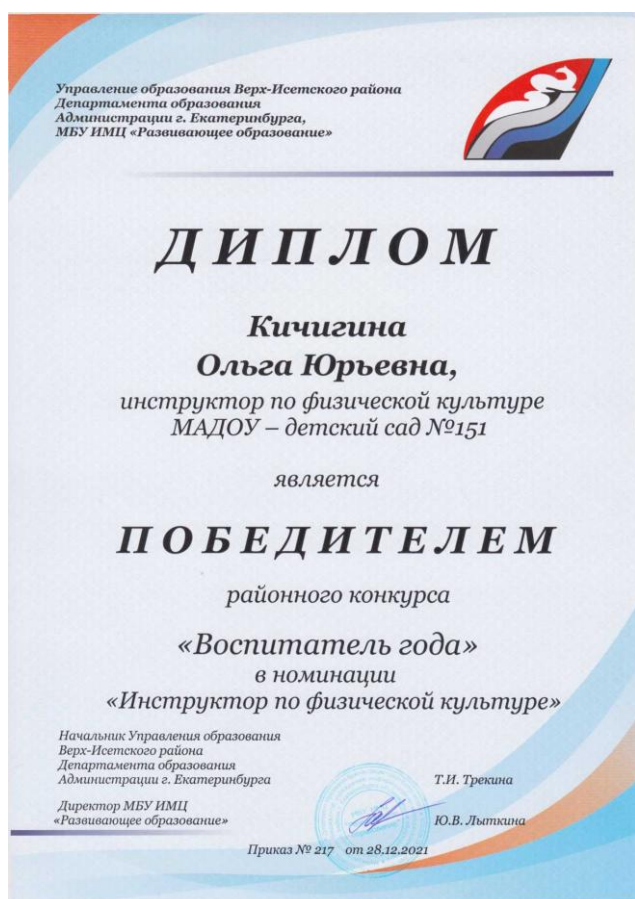 Управление образования Верх-Исетского района
Департамента образования
Администрации г. Екатеринбурга,
МБУ ИМЦ «Развивающее образование»
ДИПЛОМ
Кичигина
Ольга Юрьевна,
инструктор по физической культуре
МАДОУ – детский сад №151
является
ПОБЕДИТЕЛЕМ
районного конкурса
«Воспитатель года»
в номинации
«Инструктор по физической культуре»
Начальник Управления образования
Верх-Исетского района
Департамента образования
Администрации г. Екатеринбурга Т.И. Трекина
Директор МБУ ИМЦ
«Развивающее образование» Ю.В. Лыткина
Приказ № 217 от 28.12.2021